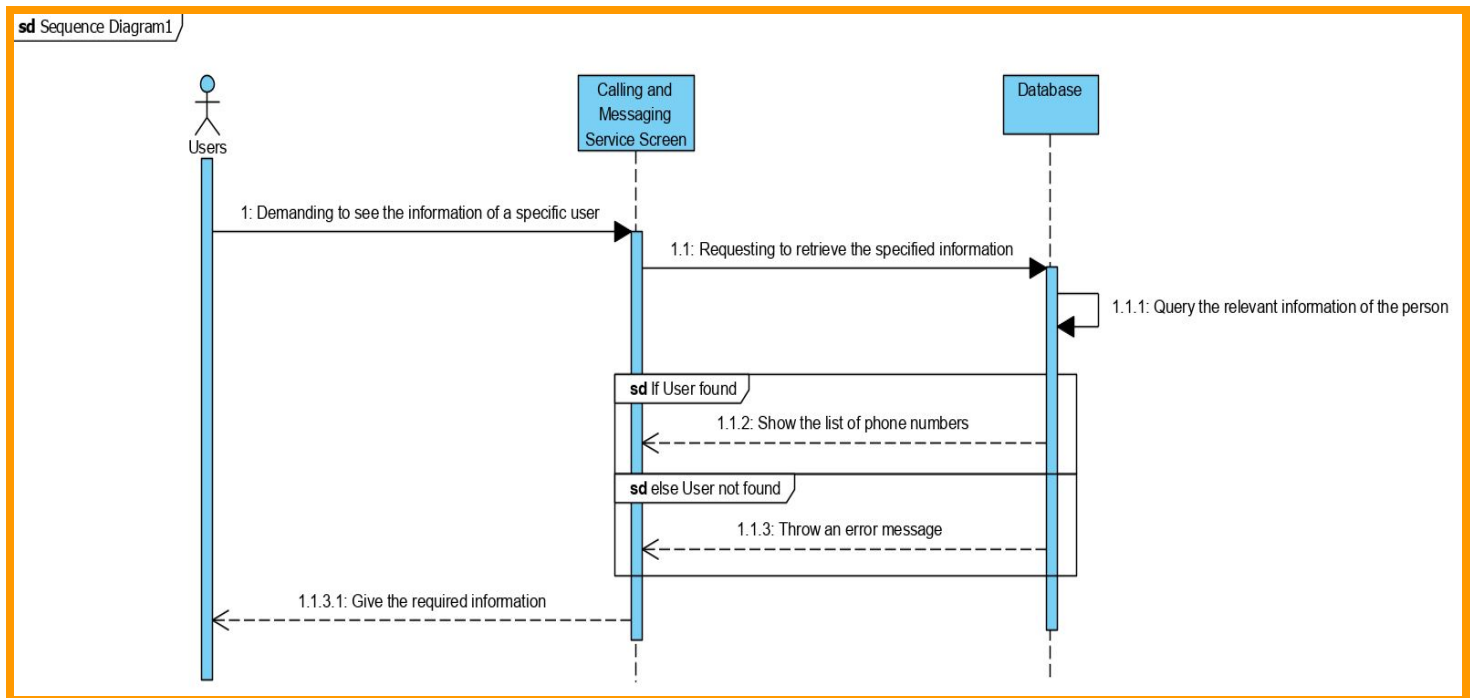 sd Sequence Diagram1
Users
Calling and
Messaging
Service Screen
Database
1: Demanding to see the information of a specific user
1.1: Requesting to retrieve the specified information
1.1.1: Query the relevant information of the person
sd If User found
1.1.2: Show the list of phone numbers
sd else User not found
1.1.3: Throw an error message
1.1.3.1: Give the required information